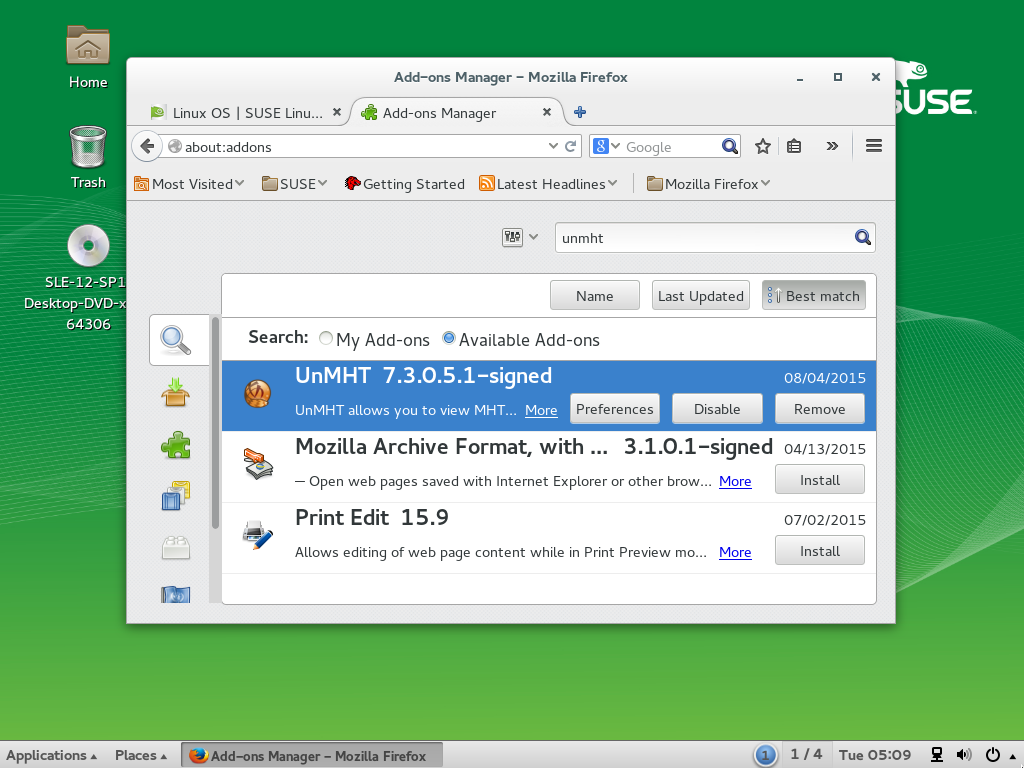 Home
Trash
SLE-12-SP1
Desktop-DVD-x
64306
SUSE
Add-ons Manager - Mozilla Firefox
Linux OS | SUSE Linu...
Add-ons Manager
about:addons
8 Google
Most Visited
SUSE
Getting Started
Latest Headlines
Mozilla Firefox
unmht
Name
Last Updated
Best match
Search: My Add-ons Available Add-ons
UnMHT 7.3.0.5.1-signed
08/04/2015
UnMHT allows you to view MHT... More
Preferences
Disable
Remove
Mozilla Archive Format, with ... 3.1.0.1-signed
04/13/2015
— Open web pages saved with Internet Explorer or other brow... More
Install
Print Edit 15.9
07/02/2015
Allows editing of web page content while in Print Preview mo... More
Install
Applications
Places
Add-ons Manager - Mozilla Firefox
1
1 / 4
Tue 05:09